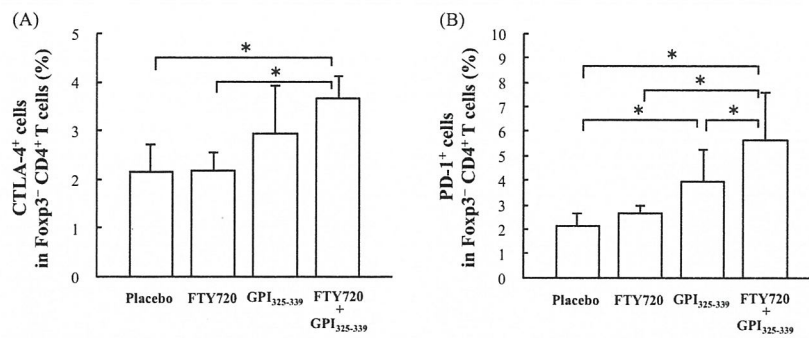 (A)
CTLA-4⁺ cells
in Foxp3⁻ CD4⁺ T cells (%)
5
4
3
2
1
0
*
*
Placebo
FTY720
GPI₃₂₅₋₃₃₉
FTY720
+
GPI₃₂₅₋₃₃₉
(B)
PD-1⁺ cells
in Foxp3⁻ CD4⁺ T cells (%)
10
9
8
7
6
5
4
3
2
1
0
*
*
*
*
Placebo
FTY720
GPI₃₂₅₋₃₃₉
FTY720
+
GPI₃₂₅₋₃₃₉